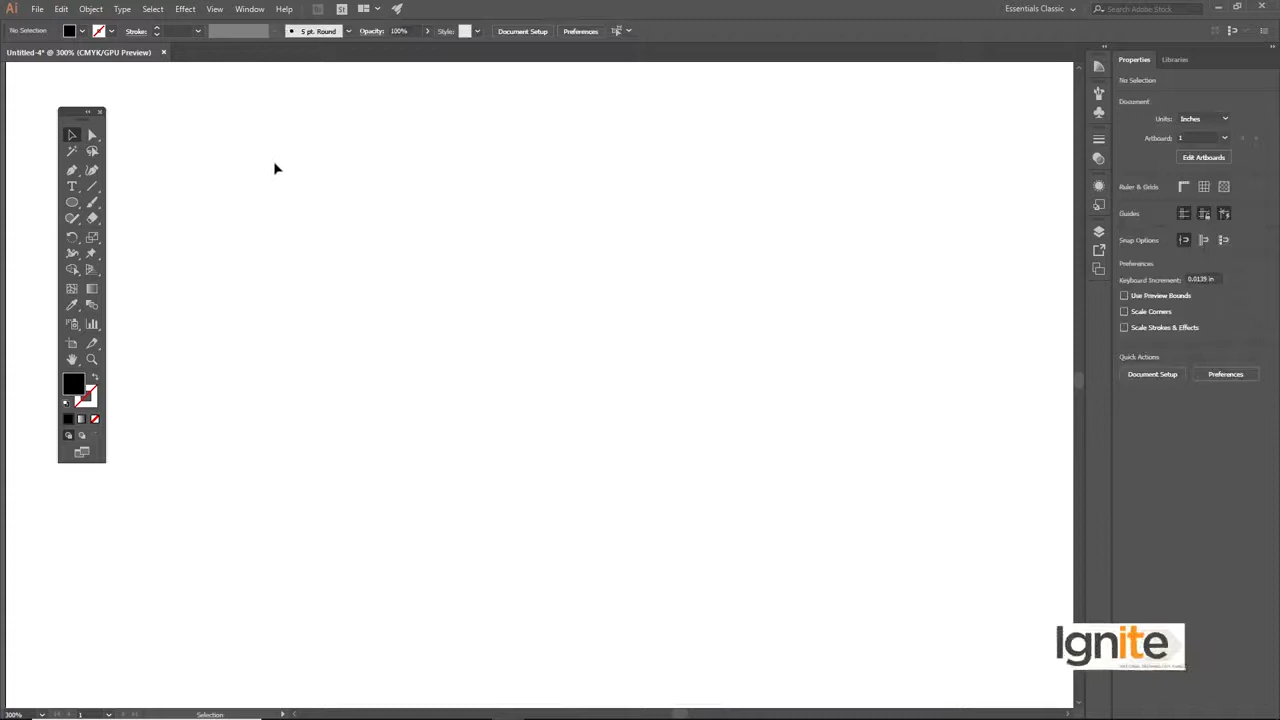 Ai File Edit Object Type Select Effect View Window Help Br St Essentials Classic Search Adobe Stock
No Selection Stroke: 5 pt. Round Opacity: 100% Style: Document Setup Preferences
Untitled-4* @ 300% (CMYK/GPU Preview)
Properties Libraries
No Selection
Document
Units: Inches
Artboard: 1
Edit Artboards
Ruler & Grids
Guides
Snap Options
Preferences
Keyboard Increment: 0.0139 in
Use Preview Bounds
Scale Corners
Scale Strokes & Effects
Quick Actions
Document Setup Preferences
Ignite
300% 1 Selection